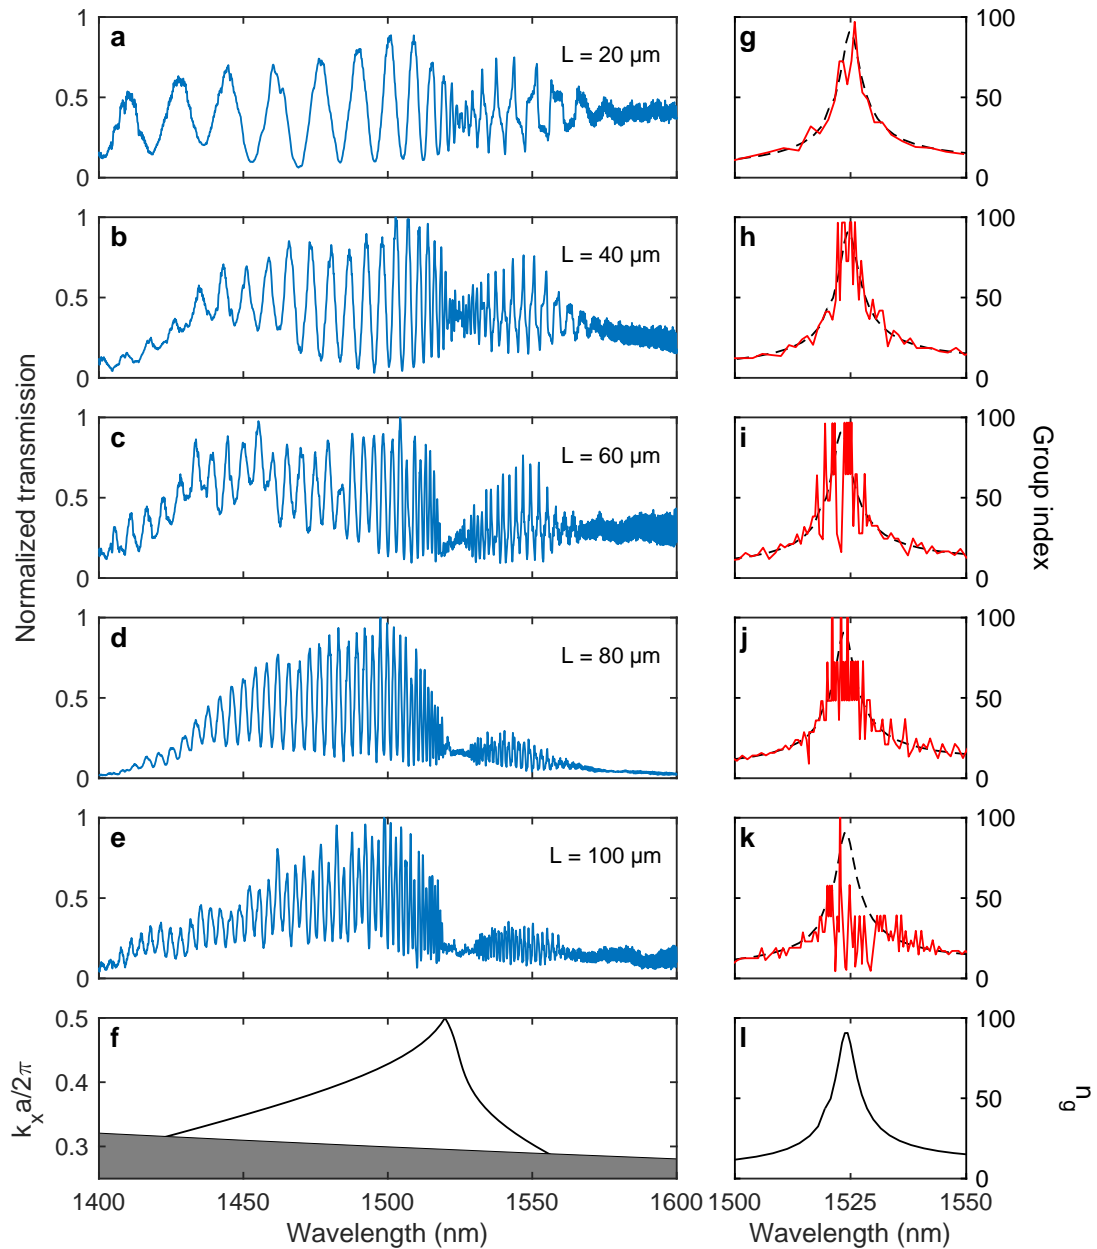 a
L = 20 µm
1
0.5
0
g
100
50
0
b
L = 40 µm
1
0.5
0
h
100
50
0
Normalized transmission
c
L = 60 µm
1
0.5
0
i
100
50
0
Group index
d
L = 80 µm
1
0.5
0
j
100
50
0
e
L = 100 µm
1
0.5
0
k
100
50
0
f
k_x a/2π
0.5
0.4
0.3
1400
1450
1500
1550
1600
Wavelength (nm)
l
100
50
0
n_g
1500
1525
1550
Wavelength (nm)